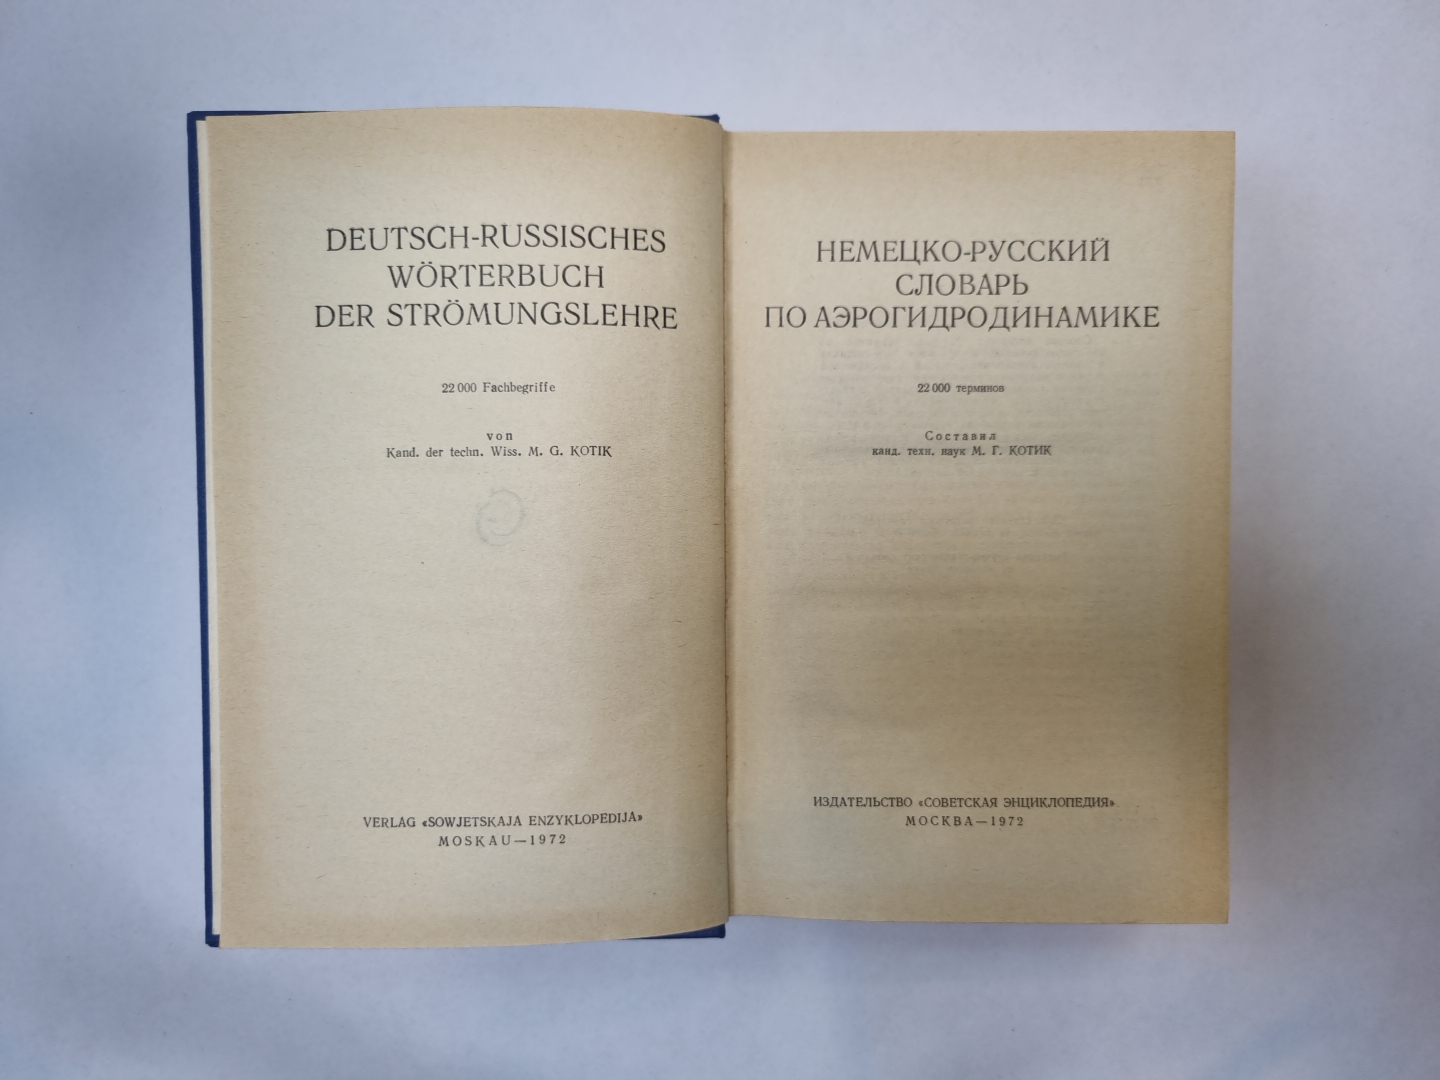 DEUTSCH-RUSSISCHES
WÖRTERBUCH
DER STRÖMUNGSLEHRE
22 000 Fachbegriffe
von
Kand. der techn. Wiss. M. G. KOTIK
VERLAG «SOWJETSKAJA ENZYKLOPEDIJA»
MOSKAU—1972
НЕМЕЦКО-РУССКИЙ
СЛОВАРЬ
ПО АЭРОГИДРОДИНАМИКЕ
22 000 терминов
Составил
канд. техн. наук М. Г. КОТИК
ИЗДАТЕЛЬСТВО «СОВЕТСКАЯ ЭНЦИКЛОПЕДИЯ»
МОСКВА—1972